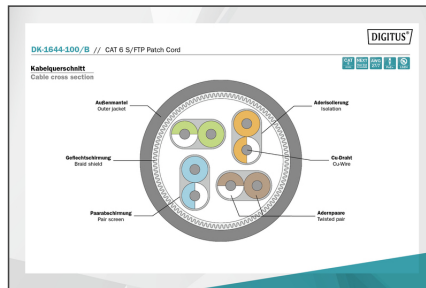 DIGITUS®
DK-1644-100/B // CAT 6 S/FTP Patch Cord
Kabelquerschnitt
Cable cross section
Außenmantel
Outer jacket
Aderisolierung
Isolation
Geflechtschirmung
Braid shield
Cu-Draht
Cu-Wire
Paarabschirmung
Pair screen
Adernpaare
Twisted pair